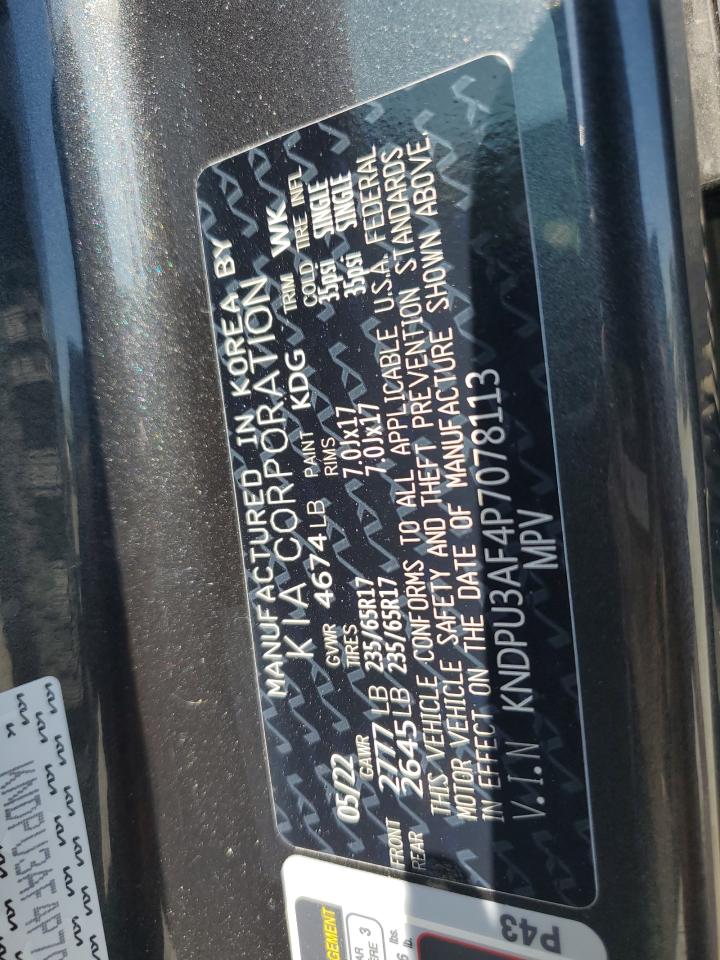 MANUFACTURED IN KOREA BY
KIA CORPORATION
05/22 GVWR 4674LB PAINT KDG TRIM WK
GAWR TIRES RIMS COLD TIRE INFL
FRONT 2777LB 235/65R17 7.0Jx17 35psi SINGLE
REAR 2645LB 235/65R17 7.0Jx17 35psi SINGLE
THIS VEHICLE CONFORMS TO ALL APPLICABLE U.S.A. FEDERAL
MOTOR VEHICLE SAFETY AND THEFT PREVENTION STANDARDS
IN EFFECT ON THE DATE OF MANUFACTURE SHOWN ABOVE.
V.I.N KNDPU3AF4P7078113
MPV
KNDPU3AF4P70
P43
3
lbs.